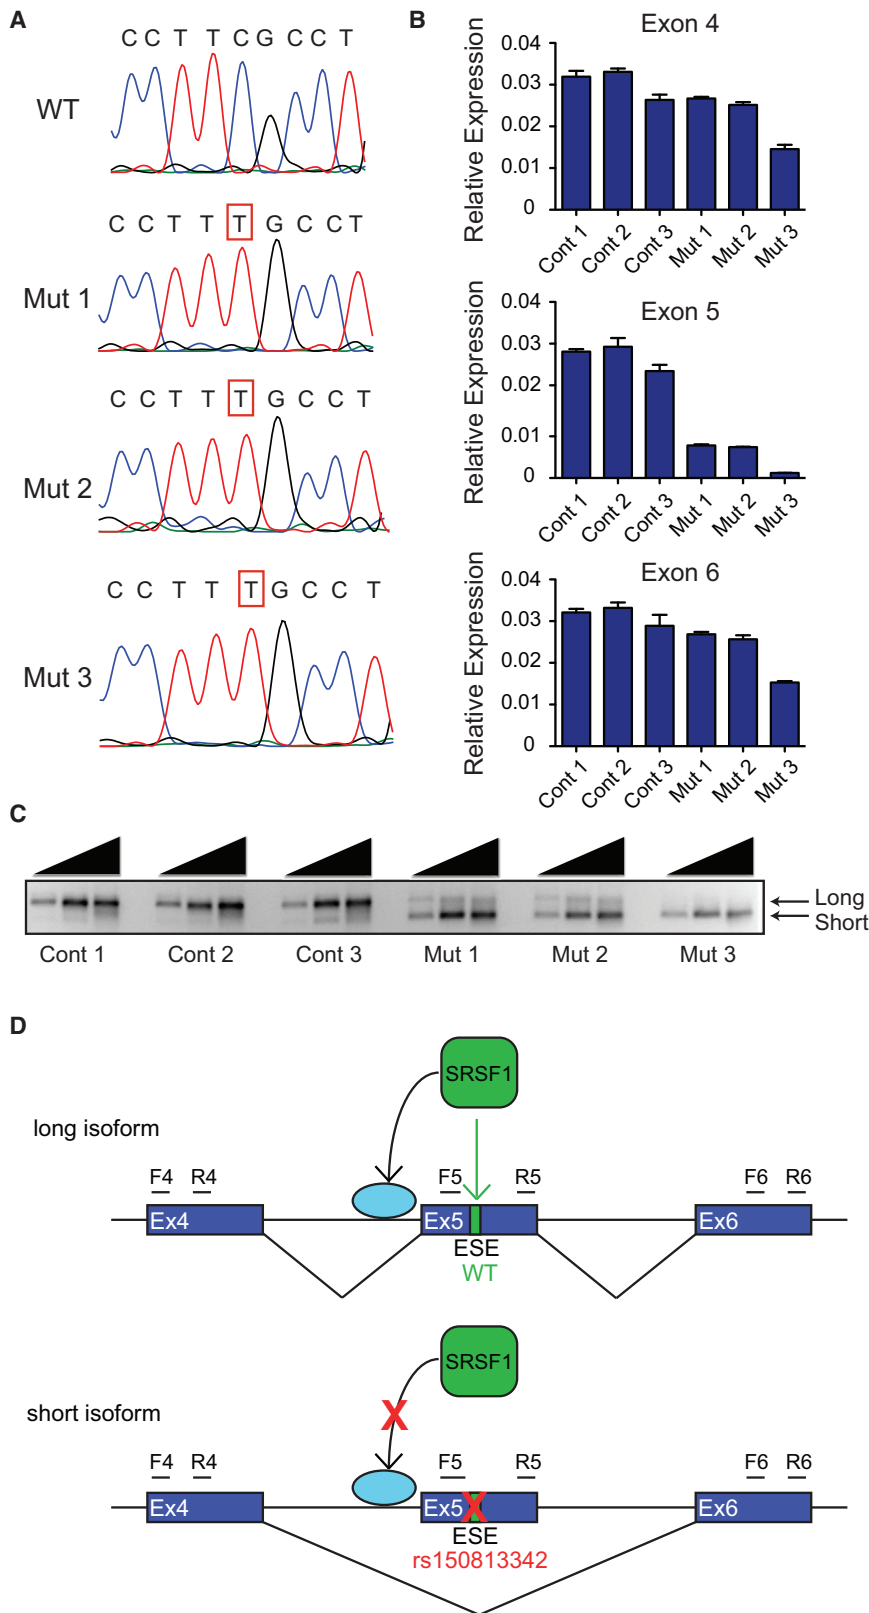 A
C C T T C G C C T
WT
C C T T T G C C T
Mut 1
C C T T T G C C T
Mut 2
C C T T T G C C T
Mut 3
B
Exon 4
Relative Expression
0.04
0.03
0.02
0.01
0
Cont 1 Cont 2 Cont 3 Mut 1 Mut 2 Mut 3
Exon 5
Relative Expression
0.04
0.03
0.02
0.01
0
Cont 1 Cont 2 Cont 3 Mut 1 Mut 2 Mut 3
Exon 6
Relative Expression
0.04
0.03
0.02
0.01
0
Cont 1 Cont 2 Cont 3 Mut 1 Mut 2 Mut 3
C
Long
Short
Cont 1 Cont 2 Cont 3 Mut 1 Mut 2 Mut 3
D
SRSF1
long isoform
F4 R4 F5 R5 F6 R6
Ex4 Ex5 Ex6
ESE
WT
SRSF1
X
short isoform
F4 R4 F5 R5 F6 R6
Ex4 Ex5 X Ex6
ESE
rs150813342